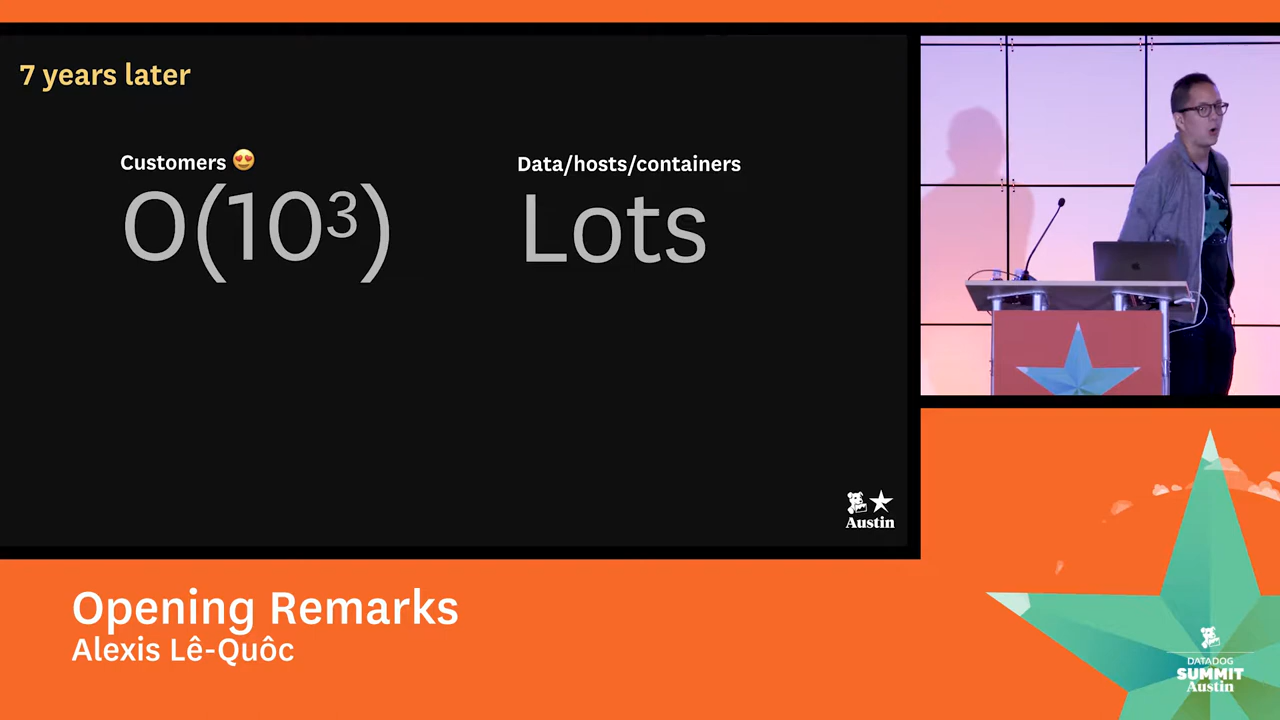 7 years later
Customers 😍
O(10³)
Data/hosts/containers
Lots
Austin
Opening Remarks
Alexis Lê-Quôc
DATADOG
SUMMIT
Austin